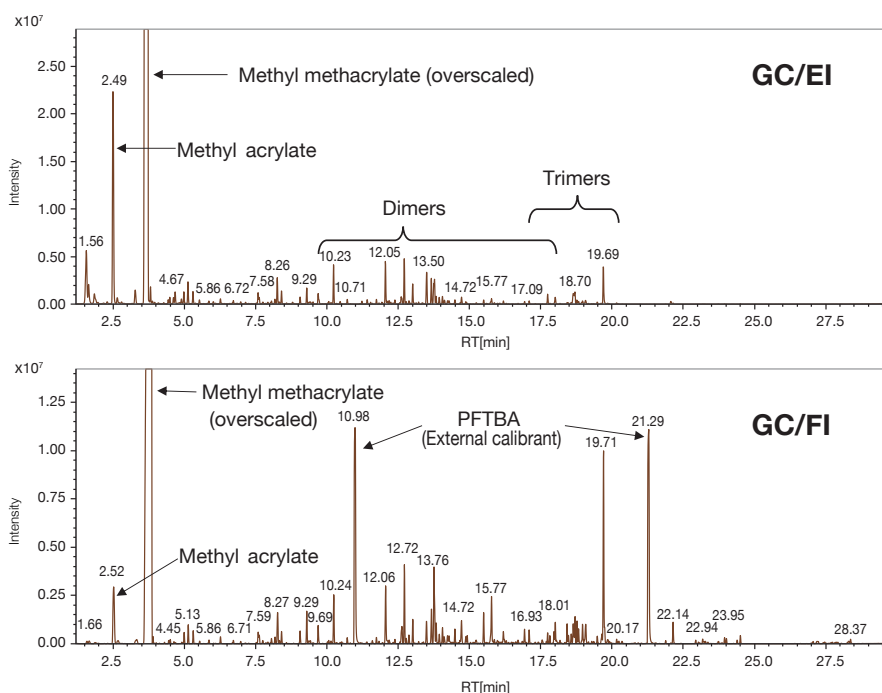 x10⁷
GC/EI
2.50
2.49
Methyl methacrylate (overscaled)
2.00
Methyl acrylate
1.50
Intensity
Trimers
1.00
Dimers
1.56
0.50
4.67
5.86
6.72
7.58
8.26
9.29
10.23
10.71
12.05
13.50
14.72
15.77
17.09
18.70
19.69
0.00
2.5 5.0 7.5 10.0 12.5 15.0 17.5 20.0 22.5 25.0 27.5
RT[min]
x10⁷
GC/FI
Methyl methacrylate
(overscaled)
1.25
10.98
PFTBA
(External calibrant)
21.29
19.71
1.00
0.75
Intensity
0.50
Methyl acrylate
2.52
0.25
1.66
4.45
5.13
5.86
6.71
7.59
8.27
9.29
9.69
10.24
12.06
12.72
13.76
14.72
15.77
16.93
18.01
20.17
22.14
22.94
23.95
28.37
0.00
2.5 5.0 7.5 10.0 12.5 15.0 17.5 20.0 22.5 25.0 27.5
RT[min]